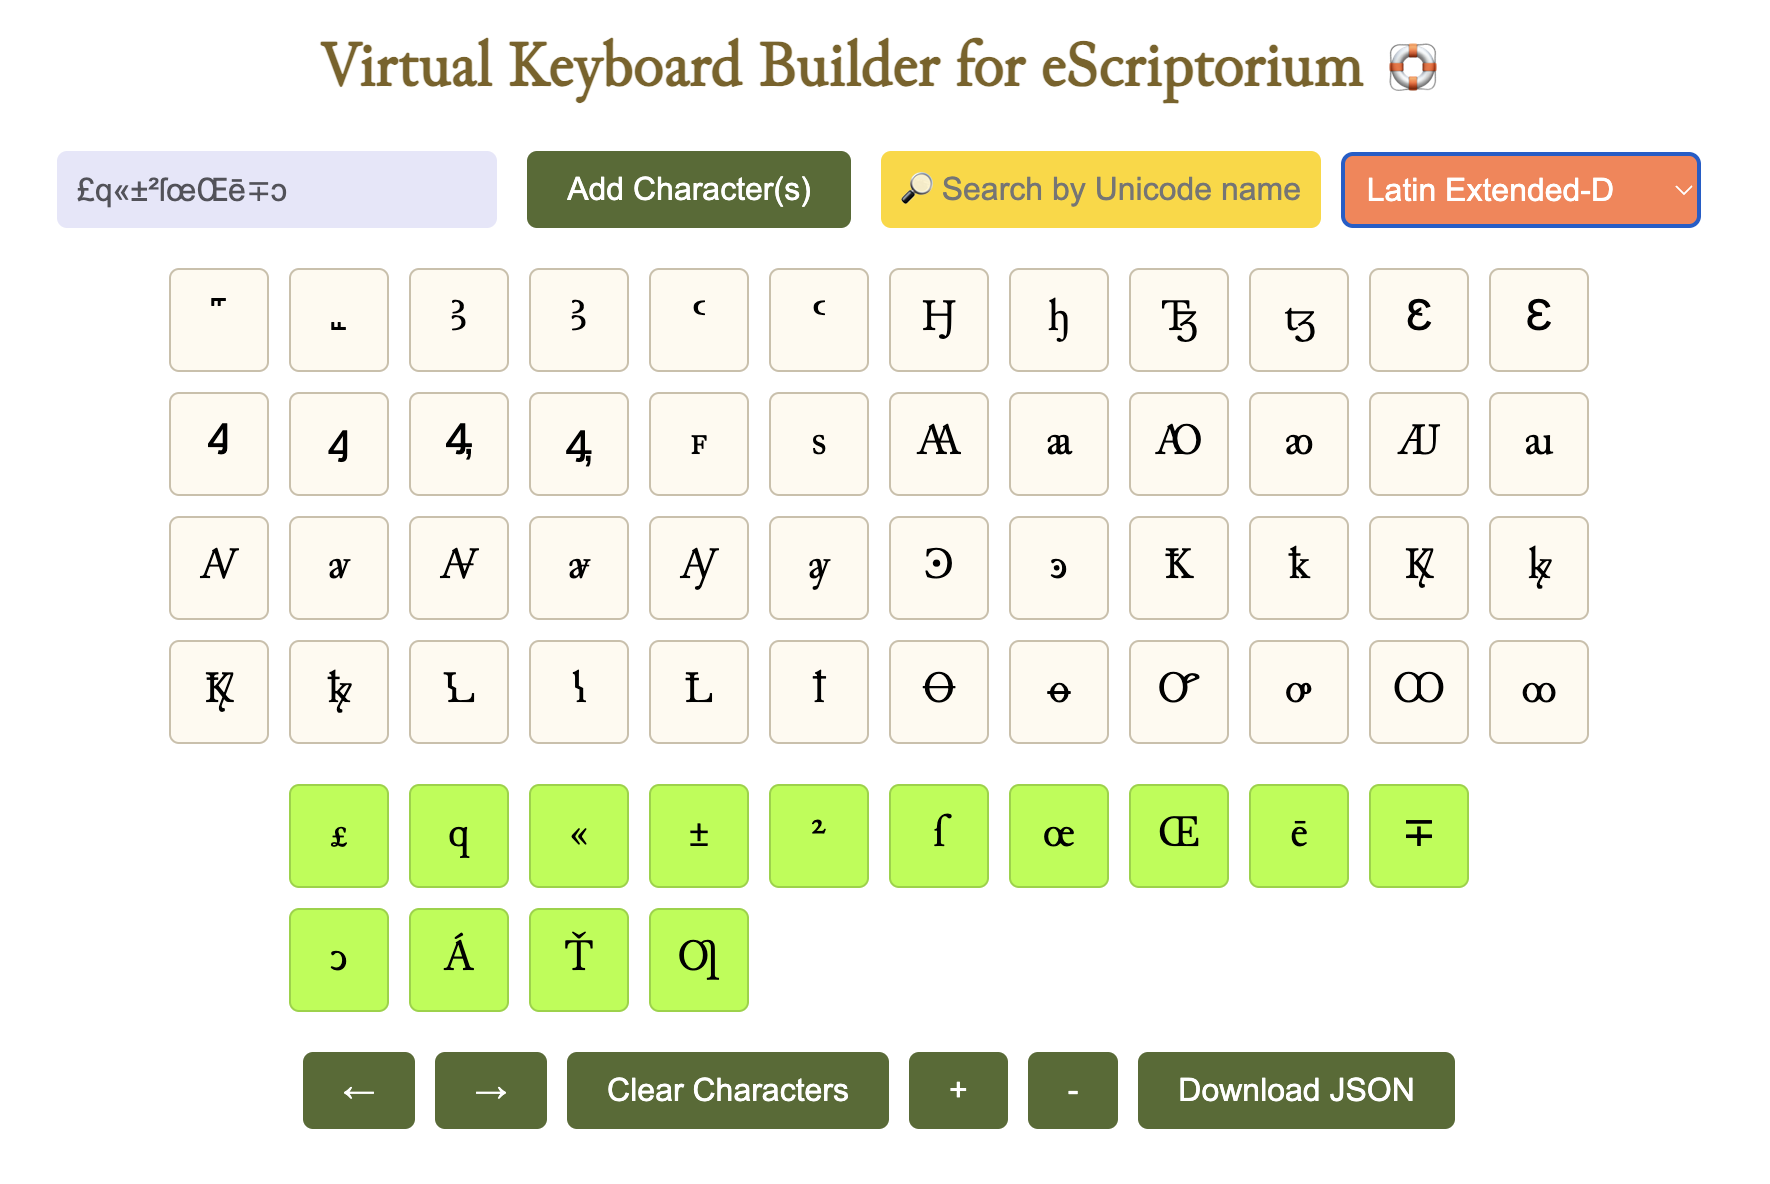 Virtual Keyboard Builder for eScriptorium 🛟
£q«±²ſœŒē∓ɔ Add Character(s) 🔎 Search by Unicode name Latin Extended-D
꜠ ꜡ Ꜣ ꜣ Ꜥ ꜥ Ꜧ ꜧ Ꜩ ꜩ Ꜫ ꜫ
Ꜭ ꜭ Ꜯ ꜯ ꜰ ꜱ Ꜳ ꜳ Ꜵ ꜵ Ꜷ ꜷ
Ꜹ ꜹ Ꜻ ꜻ Ꜽ ꜽ Ꜿ ꜿ Ꝁ ꝁ Ꝃ ꝃ
Ꝅ ꝅ Ꝇ ꝇ Ꝉ ꝉ Ꝋ ꝋ Ꝍ ꝍ Ꝏ ꝏ
£ q « ± ² ſ œ Œ ē ∓
ɔ Á Ť Ƣ
← → Clear Characters + - Download JSON